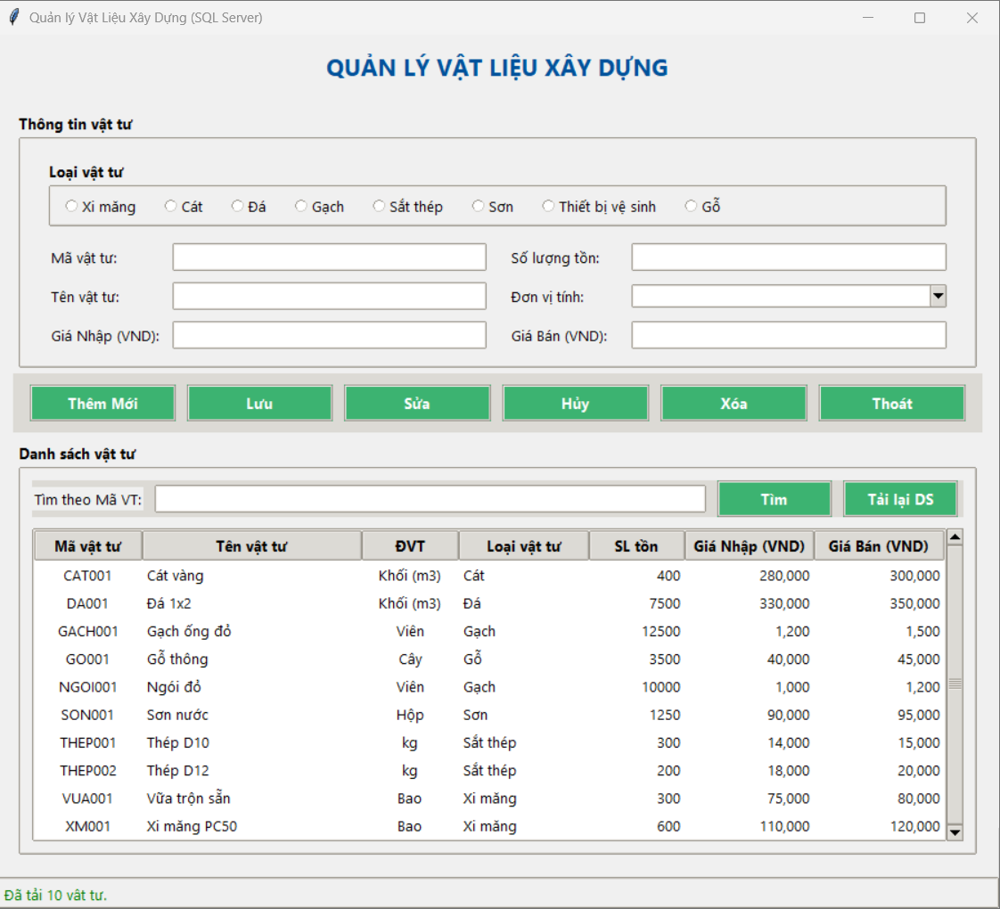 Quản lý Vật Liệu Xây Dựng (SQL Server)
QUẢN LÝ VẬT LIỆU XÂY DỰNG
Thông tin vật tư
Loại vật tư
Xi măng Cát Đá Gạch Sắt thép Sơn Thiết bị vệ sinh Gỗ
Mã vật tư: Số lượng tồn:
Tên vật tư: Đơn vị tính:
Giá Nhập (VND): Giá Bán (VND):
Thêm Mới Lưu Sửa Hủy Xóa Thoát
Danh sách vật tư
Tìm theo Mã VT: Tìm Tải lại DS
Mã vật tư Tên vật tư ĐVT Loại vật tư SL tồn Giá Nhập (VND) Giá Bán (VND)
CAT001 Cát vàng Khối (m3) Cát 400 280,000 300,000
DA001 Đá 1x2 Khối (m3) Đá 7500 330,000 350,000
GACH001 Gạch ống đỏ Viên Gạch 12500 1,200 1,500
GO001 Gỗ thông Cây Gỗ 3500 40,000 45,000
NGOI001 Ngói đỏ Viên Gạch 10000 1,000 1,200
SON001 Sơn nước Hộp Sơn 1250 90,000 95,000
THEP001 Thép D10 kg Sắt thép 300 14,000 15,000
THEP002 Thép D12 kg Sắt thép 200 18,000 20,000
VUA001 Vữa trộn sẵn Bao Xi măng 300 75,000 80,000
XM001 Xi măng PC50 Bao Xi măng 600 110,000 120,000
Đã tải 10 vât tư.